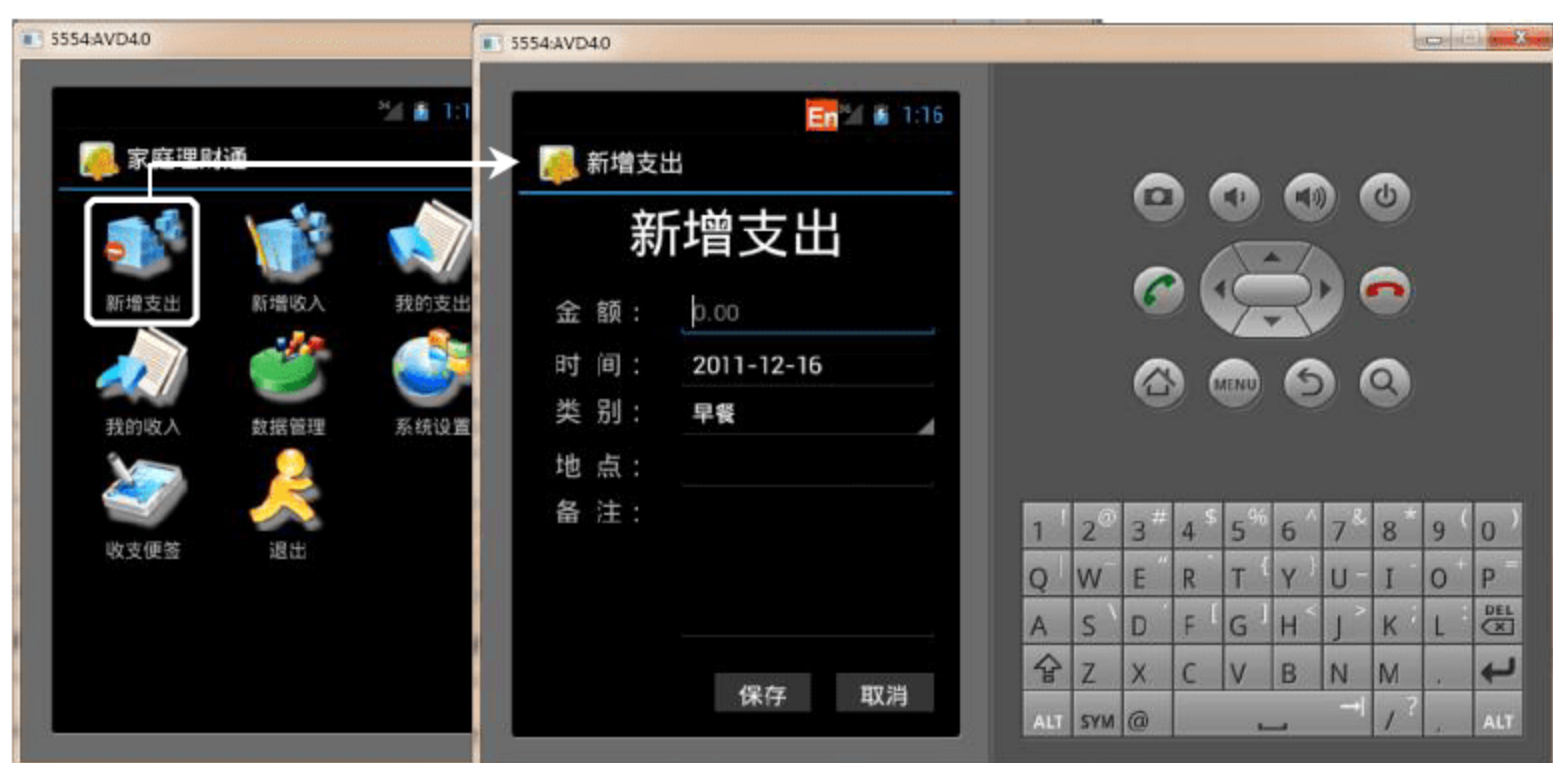 5554:AVD4.0
3G 1:1
家庭理财通
新增支出 新增收入 我的支出
我的收入 数据管理 系统设置
收支便签 退出
5554:AVD4.0
En 3G 1:16
新增支出
新增支出
金 额： 0.00
时 间： 2011-12-16
类 别： 早餐
地 点：
备 注：
保存 取消
MENU
1 ! 2 @ 3 # 4 $ 5 % 6 ^ 7 & 8 * 9 ( 0 )
Q | W ~ E " R ` T { Y } U _ I - O + P =
A S \ D ' F [ G ] H < J > K ; L : DEL
Z X C V B N M .
ALT SYM @ / ? , ALT